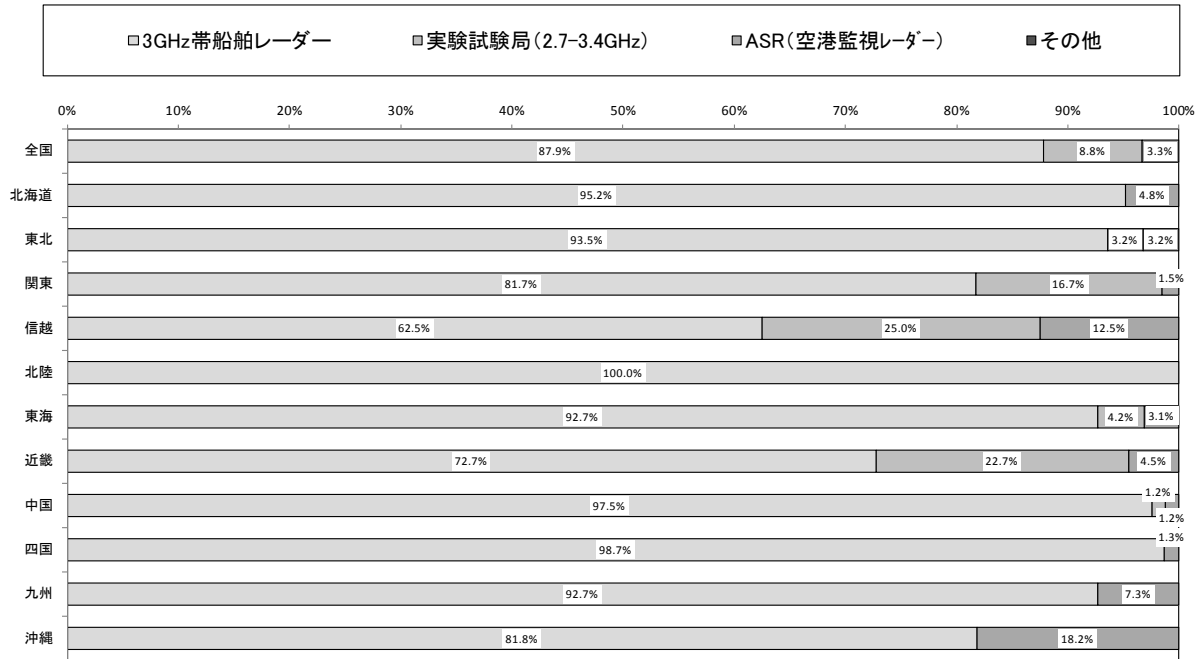 ■3GHz帯船舶レーダー ■実験試験局(2.7-3.4GHz) ■ASR(空港監視ﾚｰﾀﾞｰ) ■その他
0% 10% 20% 30% 40% 50% 60% 70% 80% 90% 100%
全国 87.9% 8.8% 3.3%
北海道 95.2% 4.8%
東北 93.5% 3.2% 3.2%
関東 81.7% 16.7% 1.5%
信越 62.5% 25.0% 12.5%
北陸 100.0%
東海 92.7% 4.2% 3.1%
近畿 72.7% 22.7% 4.5%
中国 97.5% 1.2% 1.2%
四国 98.7% 1.3%
九州 92.7% 7.3%
沖縄 81.8% 18.2%